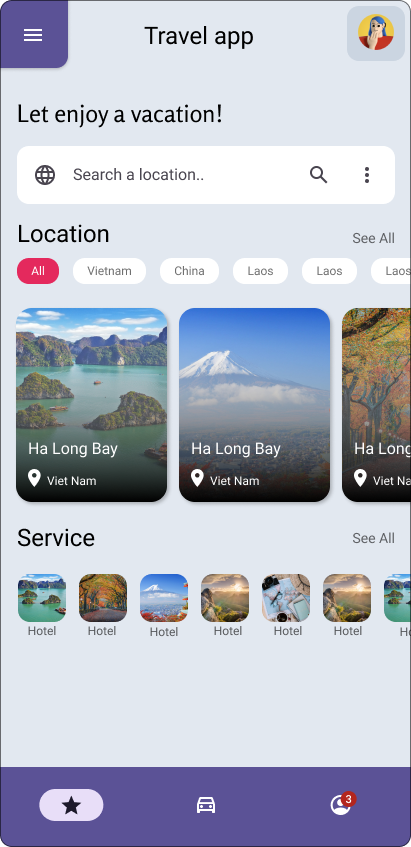 Travel app
Let enjoy a vacation!
Search a location..
Location
See All
All Vietnam China Laos Laos Laos
Ha Long Bay Ha Long Bay Ha Long
Viet Nam Viet Nam Viet Na
Service
See All
Hotel Hotel Hotel Hotel Hotel Hotel Ho
3